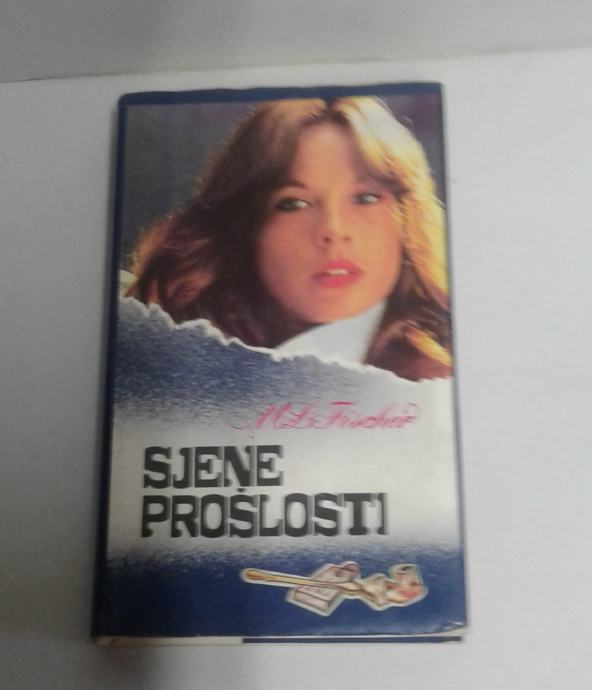 M.L. Fischer
SJENE
PROŠLOSTI